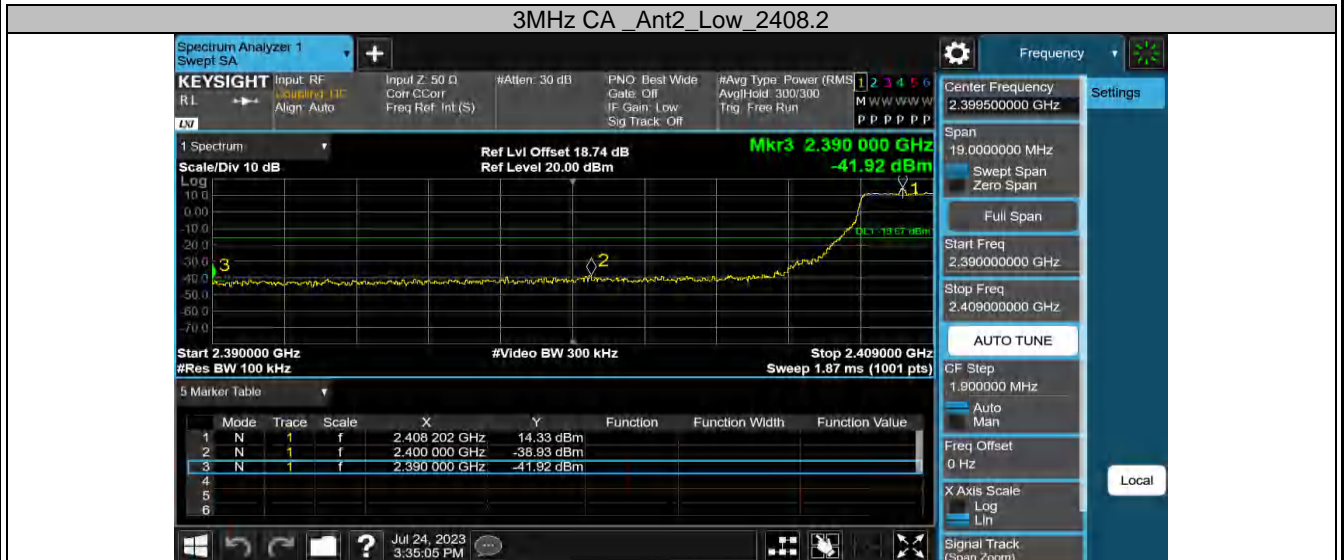 3MHz CA _Ant2_Low_2408.2
Spectrum Analyzer 1
Swept SA
Frequency
KEYSIGHT
RL
LXI
Input: RF
Align: Auto
Input Z: 50 Ω
Corr CCorr
Freq Ref: Int (S)
#Atten: 30 dB
PNO: Best Wide
Gate: Off
IF Gain: Low
Sig Track: Off
#Avg Type: Power (RMS
Avg|Hold: 300/300
Trig: Free Run
1 2 3 4 5 6
M W W W W W
P P P P P P
Center Frequency
2.399500000 GHz
Settings
1 Spectrum
Scale/Div 10 dB
Ref Lvl Offset 18.74 dB
Ref Level 20.00 dBm
Mkr3 2.390 000 GHz
-41.92 dBm
Span
19.0000000 MHz
Swept Span
Zero Span
Full Span
Log
10.0
0.00
-10.0
-20.0
-30.0
-40.0
-50.0
-60.0
-70.0
1
2
3
Start Freq
2.390000000 GHz
Stop Freq
2.409000000 GHz
AUTO TUNE
Start 2.390000 GHz
#Video BW 300 kHz
Stop 2.409000 GHz
#Res BW 100 kHz
Sweep 1.87 ms (1001 pts)
CF Step
1.900000 MHz
Auto
Man
5 Marker Table
Mode Trace Scale X Y Function Function Width Function Value
1 N 1 f 2.408 202 GHz 14.33 dBm
2 N 1 f 2.400 000 GHz -38.93 dBm
3 N 1 f 2.390 000 GHz -41.92 dBm
4
5
6
Freq Offset
0 Hz
Local
X Axis Scale
Log
Lin
Signal Track
(Span Zoom)
?
Jul 24, 2023
3:35:05 PM